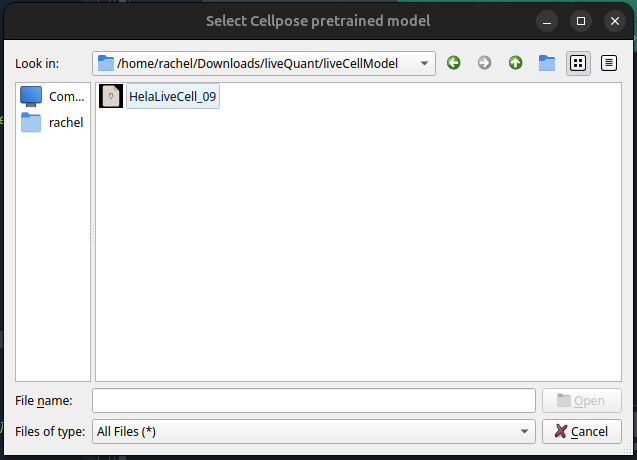 Select Cellpose pretrained model
Look in:
/home/rachel/Downloads/liveQuant/liveCellModel
Com...
rachel
HelaLiveCell_09
File name:
Open
Files of type:
All Files (*)
Cancel